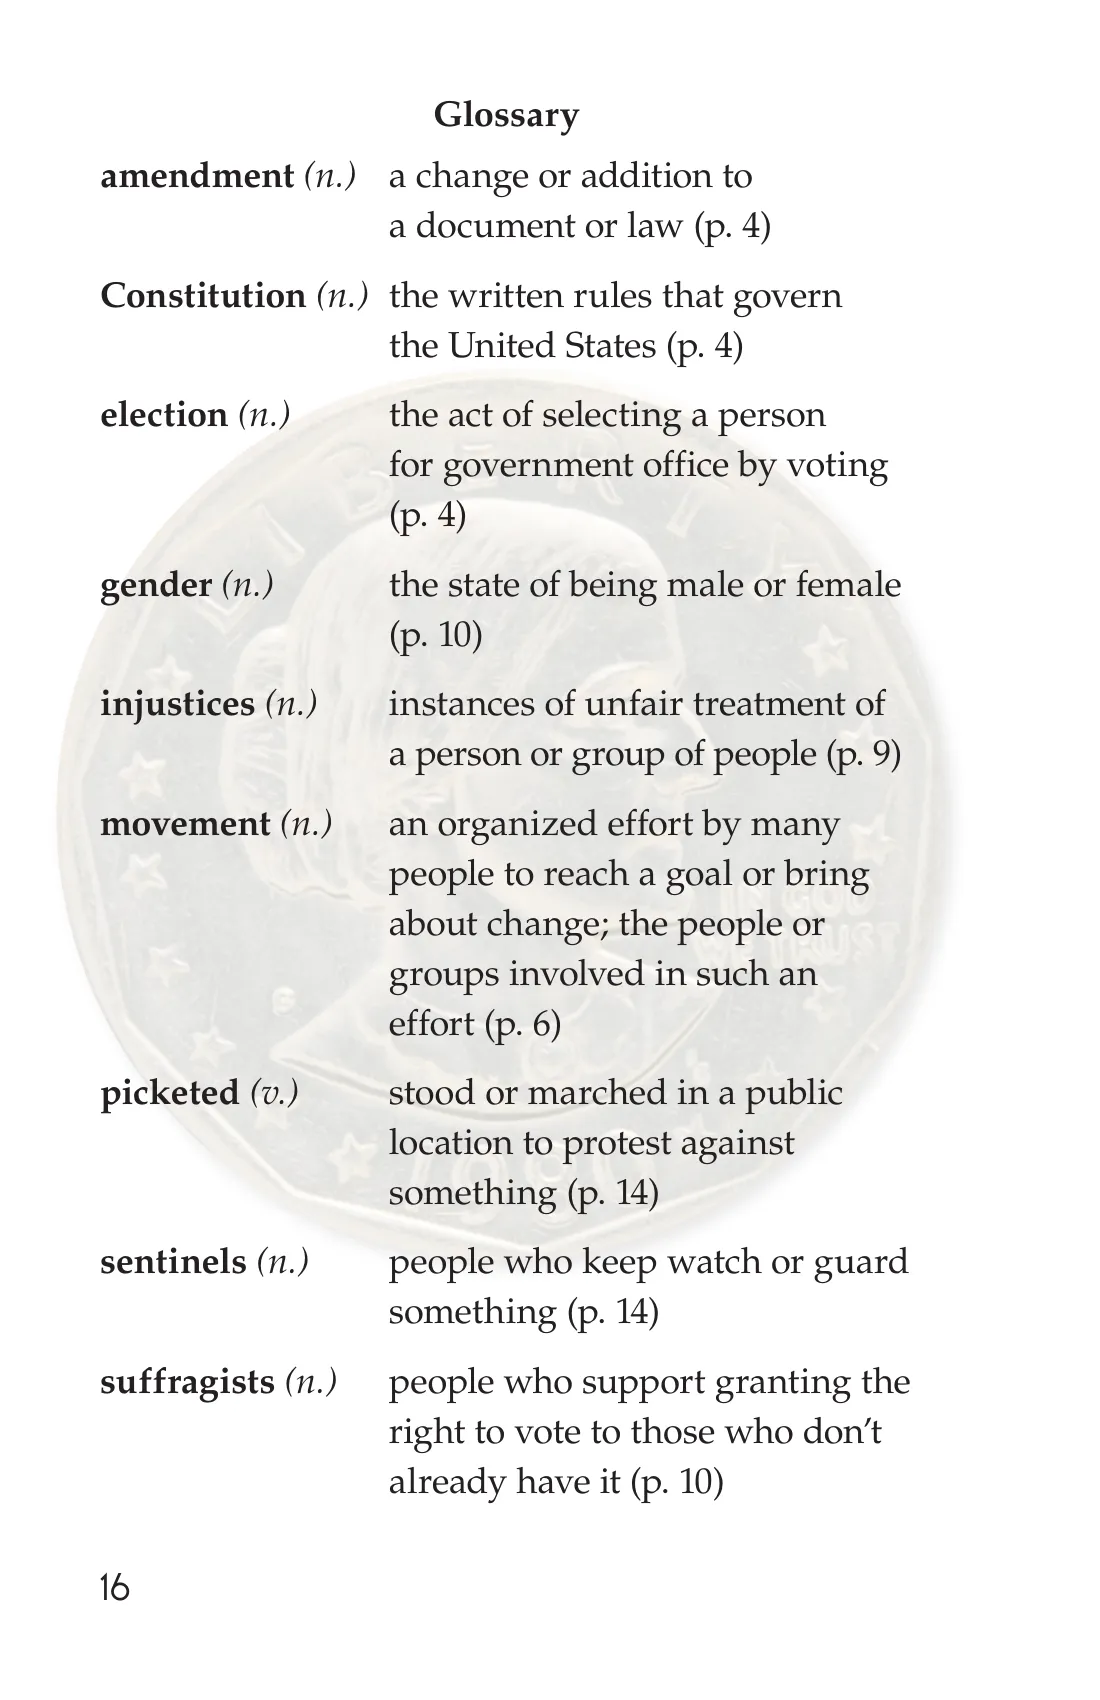 Glossary
amendment (n.) a change or addition to
a document or law (p. 4)
Constitution (n.) the written rules that govern
the United States (p. 4)
election (n.) the act of selecting a person
for government office by voting
(p. 4)
gender (n.) the state of being male or female
(p. 10)
injustices (n.) instances of unfair treatment of
a person or group of people (p. 9)
movement (n.) an organized effort by many
people to reach a goal or bring
about change; the people or
groups involved in such an
effort (p. 6)
picketed (v.) stood or marched in a public
location to protest against
something (p. 14)
sentinels (n.) people who keep watch or guard
something (p. 14)
suffragists (n.) people who support granting the
right to vote to those who don’t
already have it (p. 10)
16
LIBERTY
IN GOD
WE TRUST